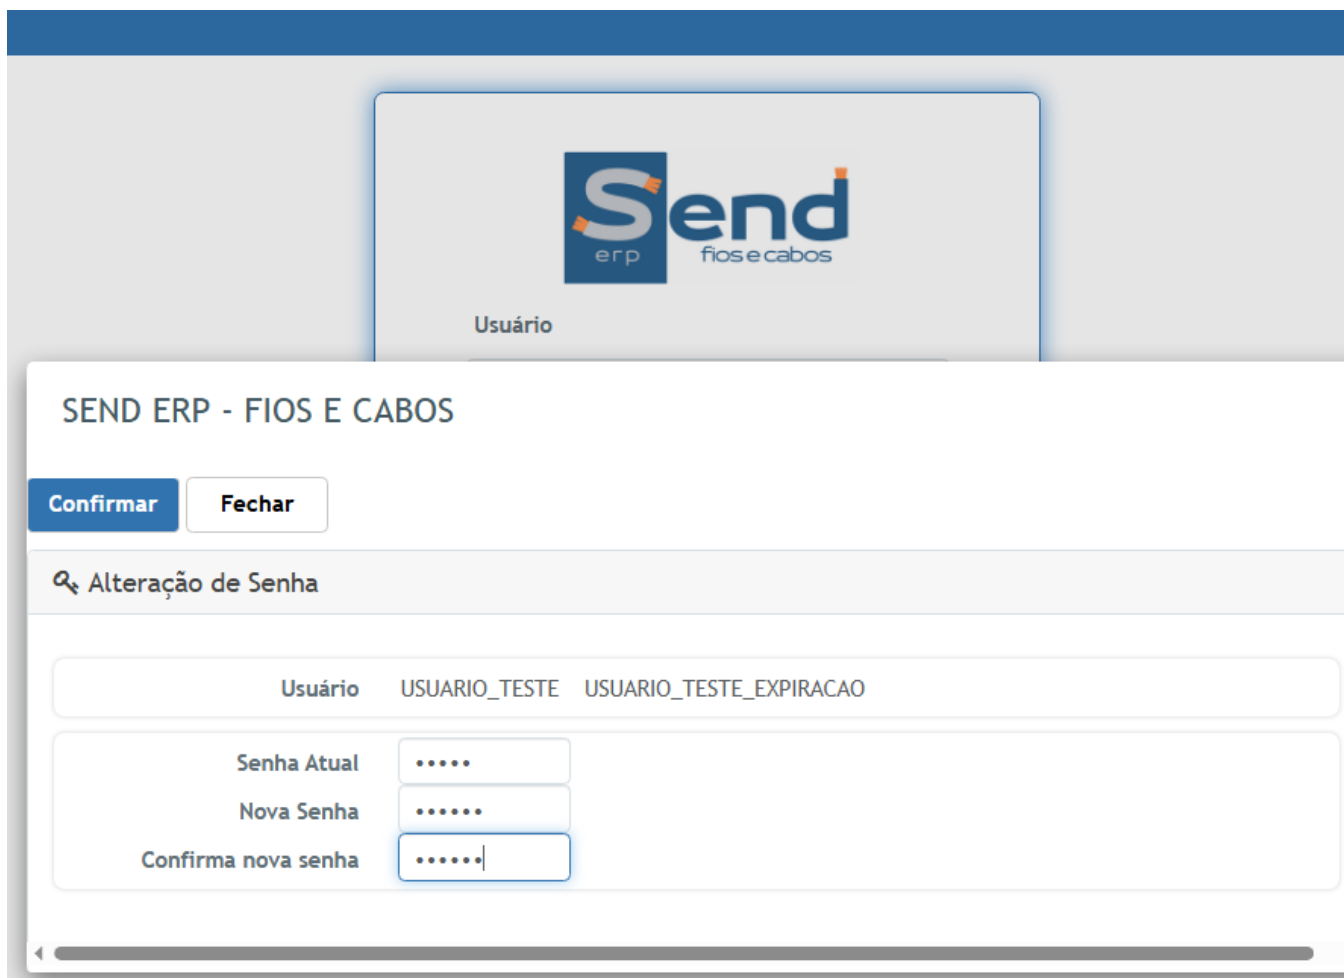 Send
erp fios e cabos
Usuário
SEND ERP - FIOS E CABOS
Confirmar Fechar
Alteração de Senha
Usuário USUARIO_TESTE USUARIO_TESTE_EXPIRACAO
Senha Atual •••••
Nova Senha ••••••
Confirma nova senha ••••••